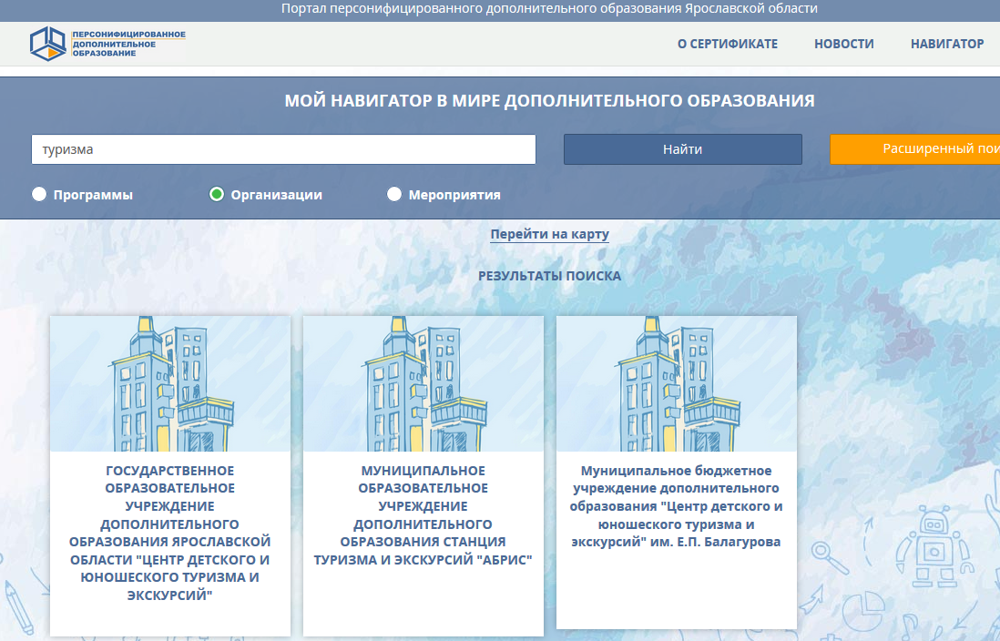 Портал персонифицированного дополнительного образования Ярославской области
ПЕРСОНИФИЦИРОВАННОЕ
ДОПОЛНИТЕЛЬНОЕ
ОБРАЗОВАНИЕ
О СЕРТИФИКАТЕ НОВОСТИ НАВИГАТОР
МОЙ НАВИГАТОР В МИРЕ ДОПОЛНИТЕЛЬНОГО ОБРАЗОВАНИЯ
туризма Найти Расширенный пои
Программы Организации Мероприятия
Перейти на карту
РЕЗУЛЬТАТЫ ПОИСКА
ГОСУДАРСТВЕННОЕ
ОБРАЗОВАТЕЛЬНОЕ
УЧРЕЖДЕНИЕ
ДОПОЛНИТЕЛЬНОГО
ОБРАЗОВАНИЯ ЯРОСЛАВСКОЙ
ОБЛАСТИ "ЦЕНТР ДЕТСКОГО И
ЮНОШЕСКОГО ТУРИЗМА И
ЭКСКУРСИЙ"
МУНИЦИПАЛЬНОЕ
ОБРАЗОВАТЕЛЬНОЕ
УЧРЕЖДЕНИЕ
ДОПОЛНИТЕЛЬНОГО
ОБРАЗОВАНИЯ СТАНЦИЯ
ТУРИЗМА И ЭКСКУРСИЙ "АБРИС"
Муниципальное бюджетное
учреждение дополнительного
образования "Центр детского и
юношеского туризма и
экскурсий" им. Е.П. Балагурова